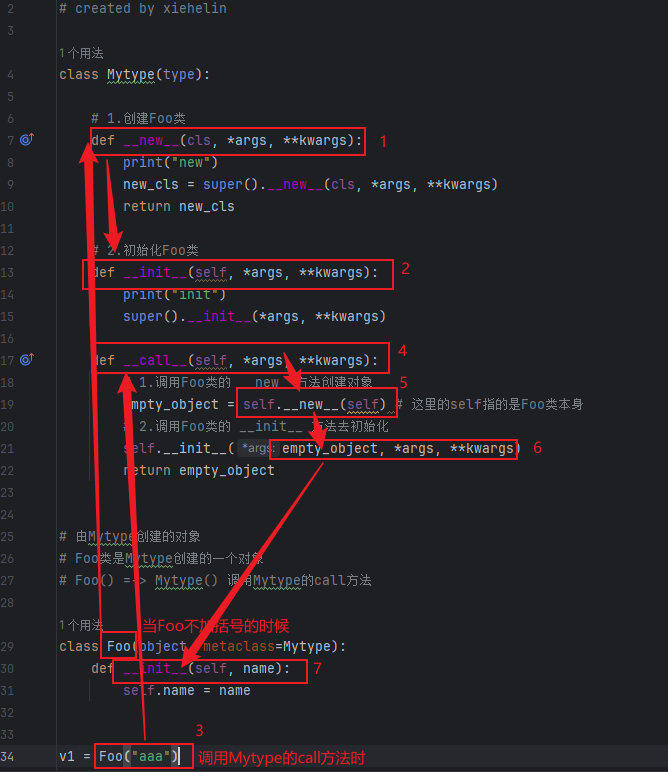 2 # created by xiehelin
3
1个用法
4 class Mytype(type):
5
6 # 1.创建Foo类
7 def __new__(cls, *args, **kwargs): 1
8 print("new")
9 new_cls = super().__new__(cls, *args, **kwargs)
10 return new_cls
11
12 # 2.初始化Foo类
13 def __init__(self, *args, **kwargs): 2
14 print("init")
15 super().__init__(*args, **kwargs)
16
17 def __call__(self, *args, **kwargs): 4
18 1.调用Foo类的 __new__ 方法创建对象 5
19 empty_object = self.__new__(self) # 这里的self指的是Foo类本身
20 # 2.调用Foo类的 __init__ 方法去初始化
21 self.__init__( *args: empty_object, *args, **kwargs) 6
22 return empty_object
23
24
25 # 由Mytype创建的对象
26 # Foo类是Mytype创建的一个对象
27 # Foo() ==> Mytype() 调用Mytype的call方法
28
1个用法 当Foo不加括号的时候
29 class Foo(object, metaclass=Mytype):
30 def __init__(self, name): 7
31 self.name = name
32
33 3
34 v1 = Foo("aaa") 调用Mytype的call方法时